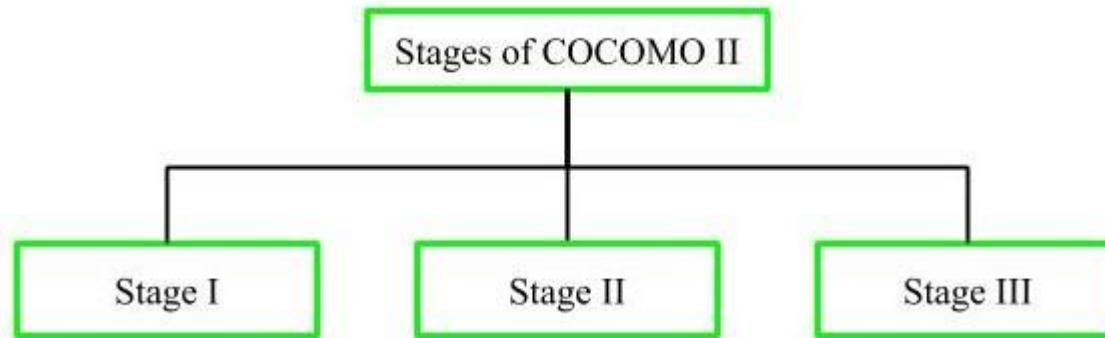 Stages of COCOMO II
Stage I
Stage II
Stage III